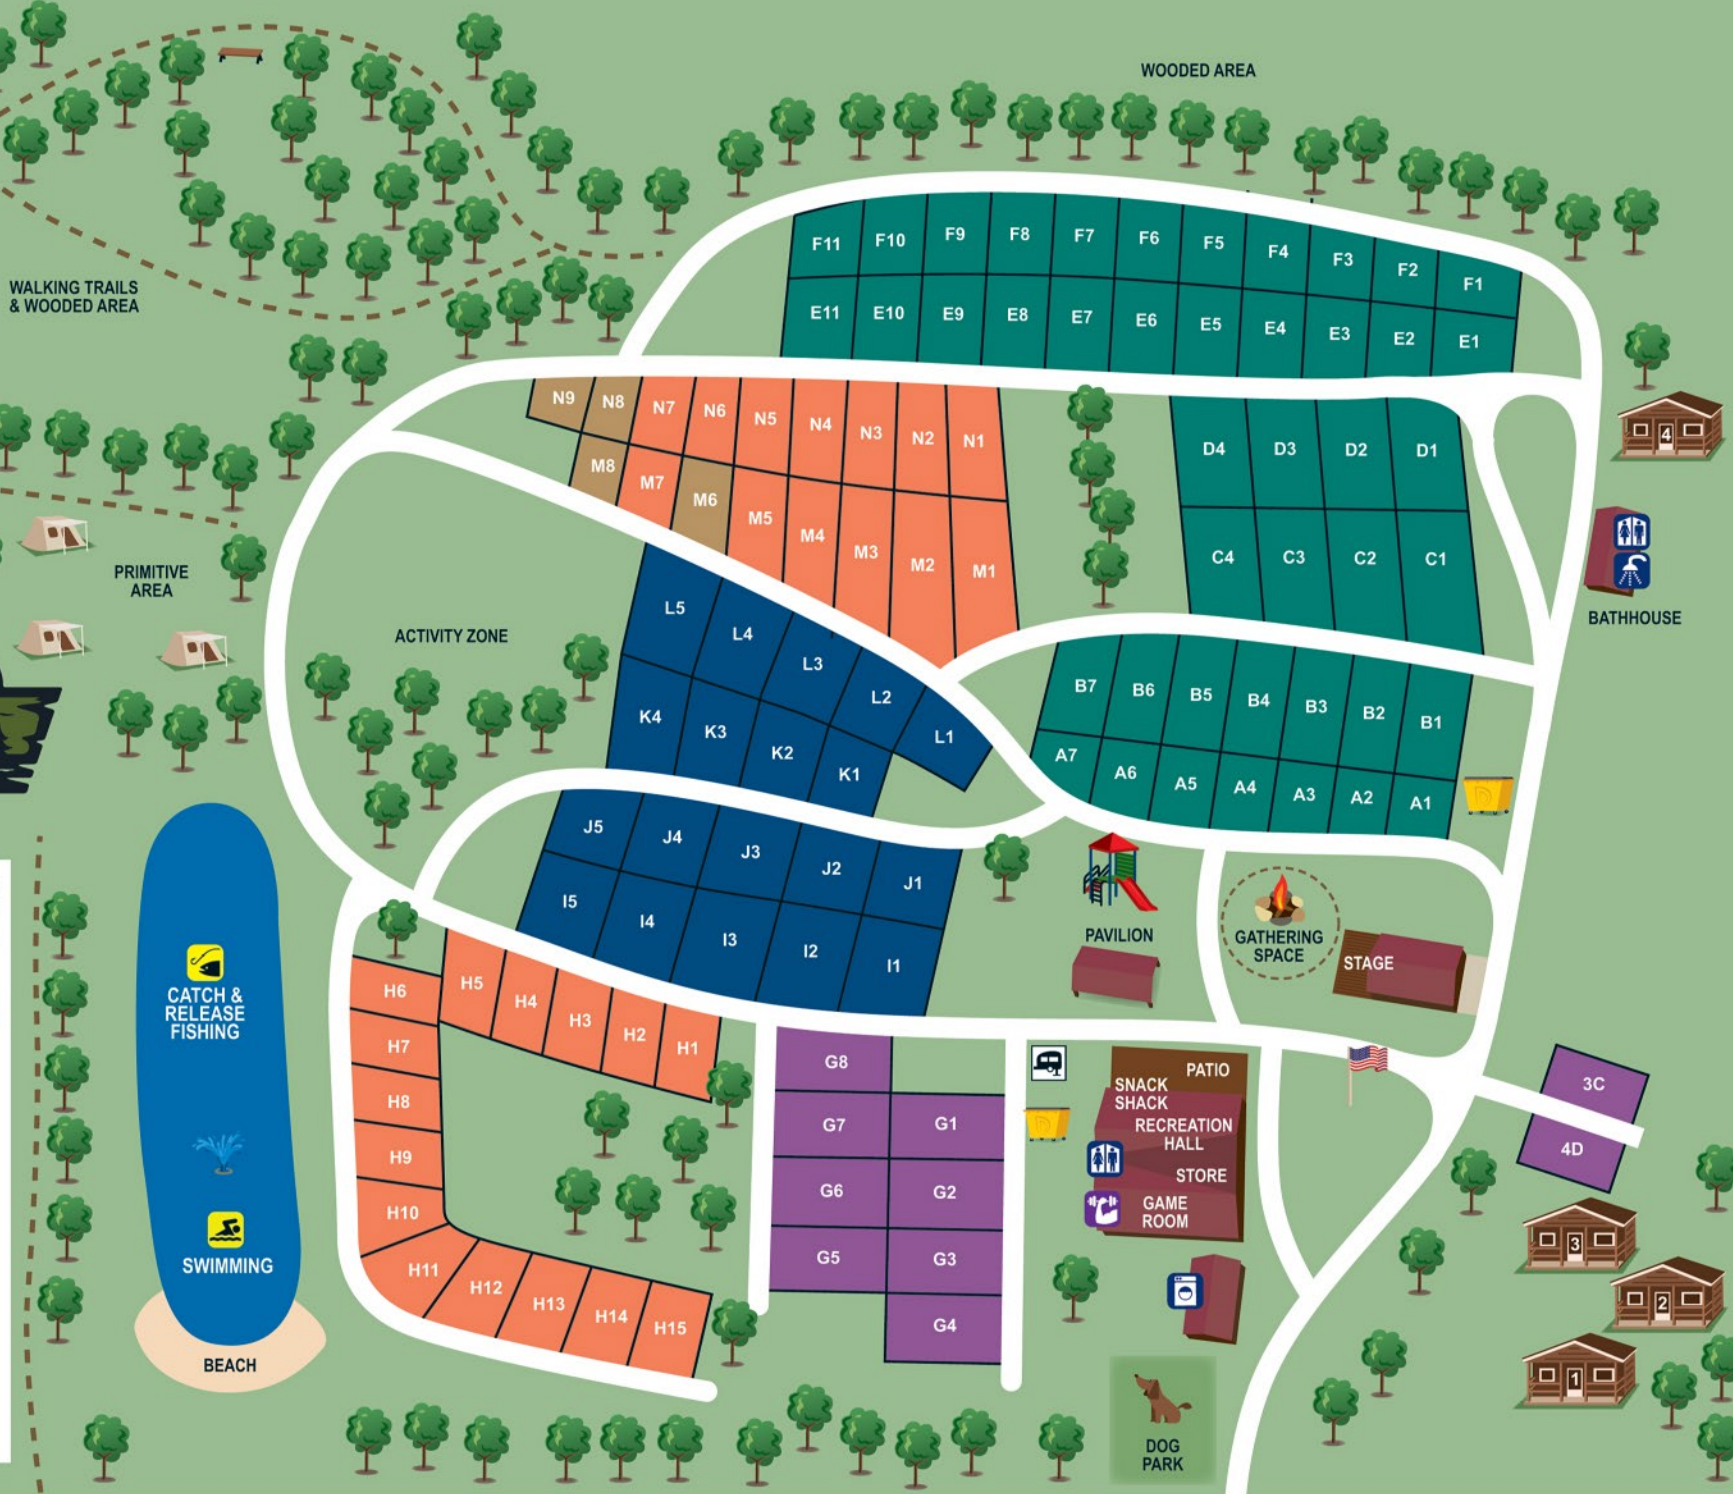 WOODED AREA
WALKING TRAILS
& WOODED AREA
F11 F10 F9 F8 F7 F6 F5 F4 F3 F2 F1
E11 E10 E9 E8 E7 E6 E5 E4 E3 E2 E1
N9 N8 N7 N6 N5 N4 N3 N2 N1
M8 M7 M6 M5 M4 M3 M2 M1
D4 D3 D2 D1
C4 C3 C2 C1
4
BATHHOUSE
PRIMITIVE
AREA
ACTIVITY ZONE
L5 L4 L3 L2 L1
K4 K3 K2 K1
B7 B6 B5 B4 B3 B2 B1
A7 A6 A5 A4 A3 A2 A1
D
J5 J4 J3 J2 J1
I5 I4 I3 I2 I1
PAVILION
GATHERING
SPACE
STAGE
CATCH &
RELEASE
FISHING
SWIMMING
BEACH
H6 H5 H4 H3 H2 H1
H7
H8
H9
H10
H11 H12 H13 H14 H15
G8
G7 G1
G6 G2
G5 G3
G4
D
PATIO
SNACK
SHACK
RECREATION
HALL
STORE
GAME
ROOM
3C
4D
3
2
1
DOG
PARK